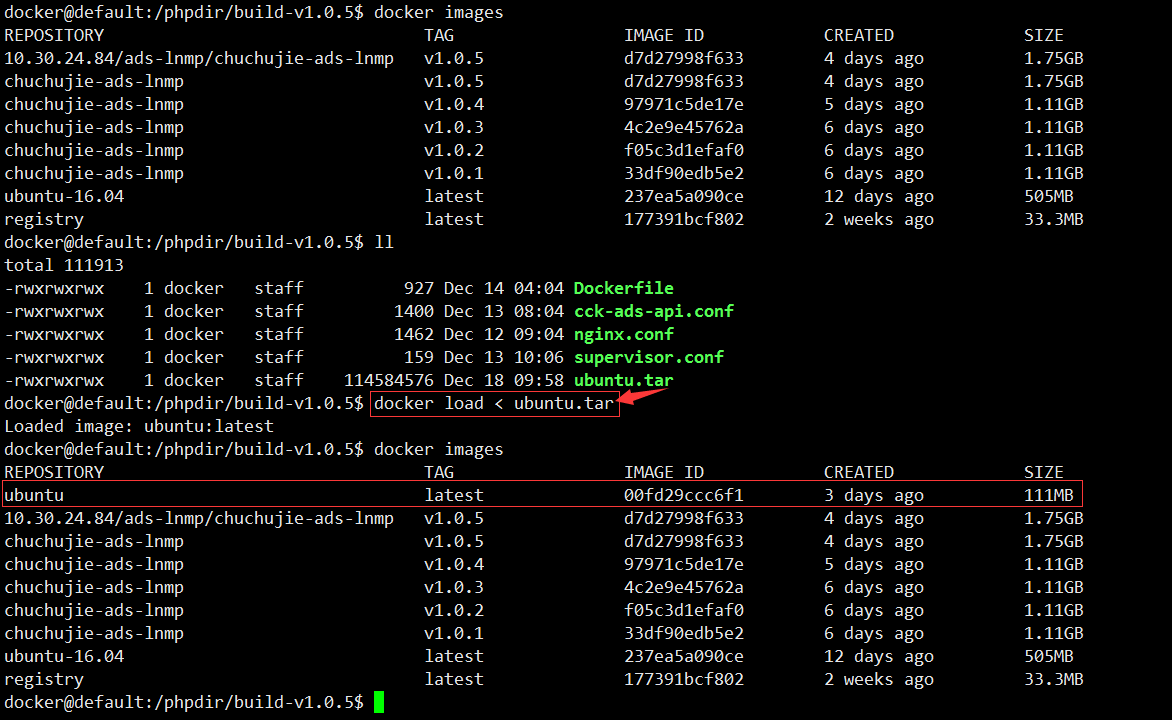 docker@default:/phpdir/build-v1.0.5$ docker images
REPOSITORY TAG IMAGE ID CREATED SIZE
10.30.24.84/ads-lnmp/chuchujie-ads-lnmp v1.0.5 d7d27998f633 4 days ago 1.75GB
chuchujie-ads-lnmp v1.0.5 d7d27998f633 4 days ago 1.75GB
chuchujie-ads-lnmp v1.0.4 97971c5de17e 5 days ago 1.11GB
chuchujie-ads-lnmp v1.0.3 4c2e9e45762a 6 days ago 1.11GB
chuchujie-ads-lnmp v1.0.2 f05c3d1efaf0 6 days ago 1.11GB
chuchujie-ads-lnmp v1.0.1 33df90edb5e2 6 days ago 1.11GB
ubuntu-16.04 latest 237ea5a090ce 12 days ago 505MB
registry latest 177391bcf802 2 weeks ago 33.3MB
docker@default:/phpdir/build-v1.0.5$ ll
total 111913
-rwxrwxrwx 1 docker staff 927 Dec 14 04:04 Dockerfile
-rwxrwxrwx 1 docker staff 1400 Dec 13 08:04 cck-ads-api.conf
-rwxrwxrwx 1 docker staff 1462 Dec 12 09:04 nginx.conf
-rwxrwxrwx 1 docker staff 159 Dec 13 10:06 supervisor.conf
-rwxrwxrwx 1 docker staff 114584576 Dec 18 09:58 ubuntu.tar
docker@default:/phpdir/build-v1.0.5$ docker load < ubuntu.tar
Loaded image: ubuntu:latest
docker@default:/phpdir/build-v1.0.5$ docker images
REPOSITORY TAG IMAGE ID CREATED SIZE
ubuntu latest 00fd29ccc6f1 3 days ago 111MB
10.30.24.84/ads-lnmp/chuchujie-ads-lnmp v1.0.5 d7d27998f633 4 days ago 1.75GB
chuchujie-ads-lnmp v1.0.5 d7d27998f633 4 days ago 1.75GB
chuchujie-ads-lnmp v1.0.4 97971c5de17e 5 days ago 1.11GB
chuchujie-ads-lnmp v1.0.3 4c2e9e45762a 6 days ago 1.11GB
chuchujie-ads-lnmp v1.0.2 f05c3d1efaf0 6 days ago 1.11GB
chuchujie-ads-lnmp v1.0.1 33df90edb5e2 6 days ago 1.11GB
ubuntu-16.04 latest 237ea5a090ce 12 days ago 505MB
registry latest 177391bcf802 2 weeks ago 33.3MB
docker@default:/phpdir/build-v1.0.5$